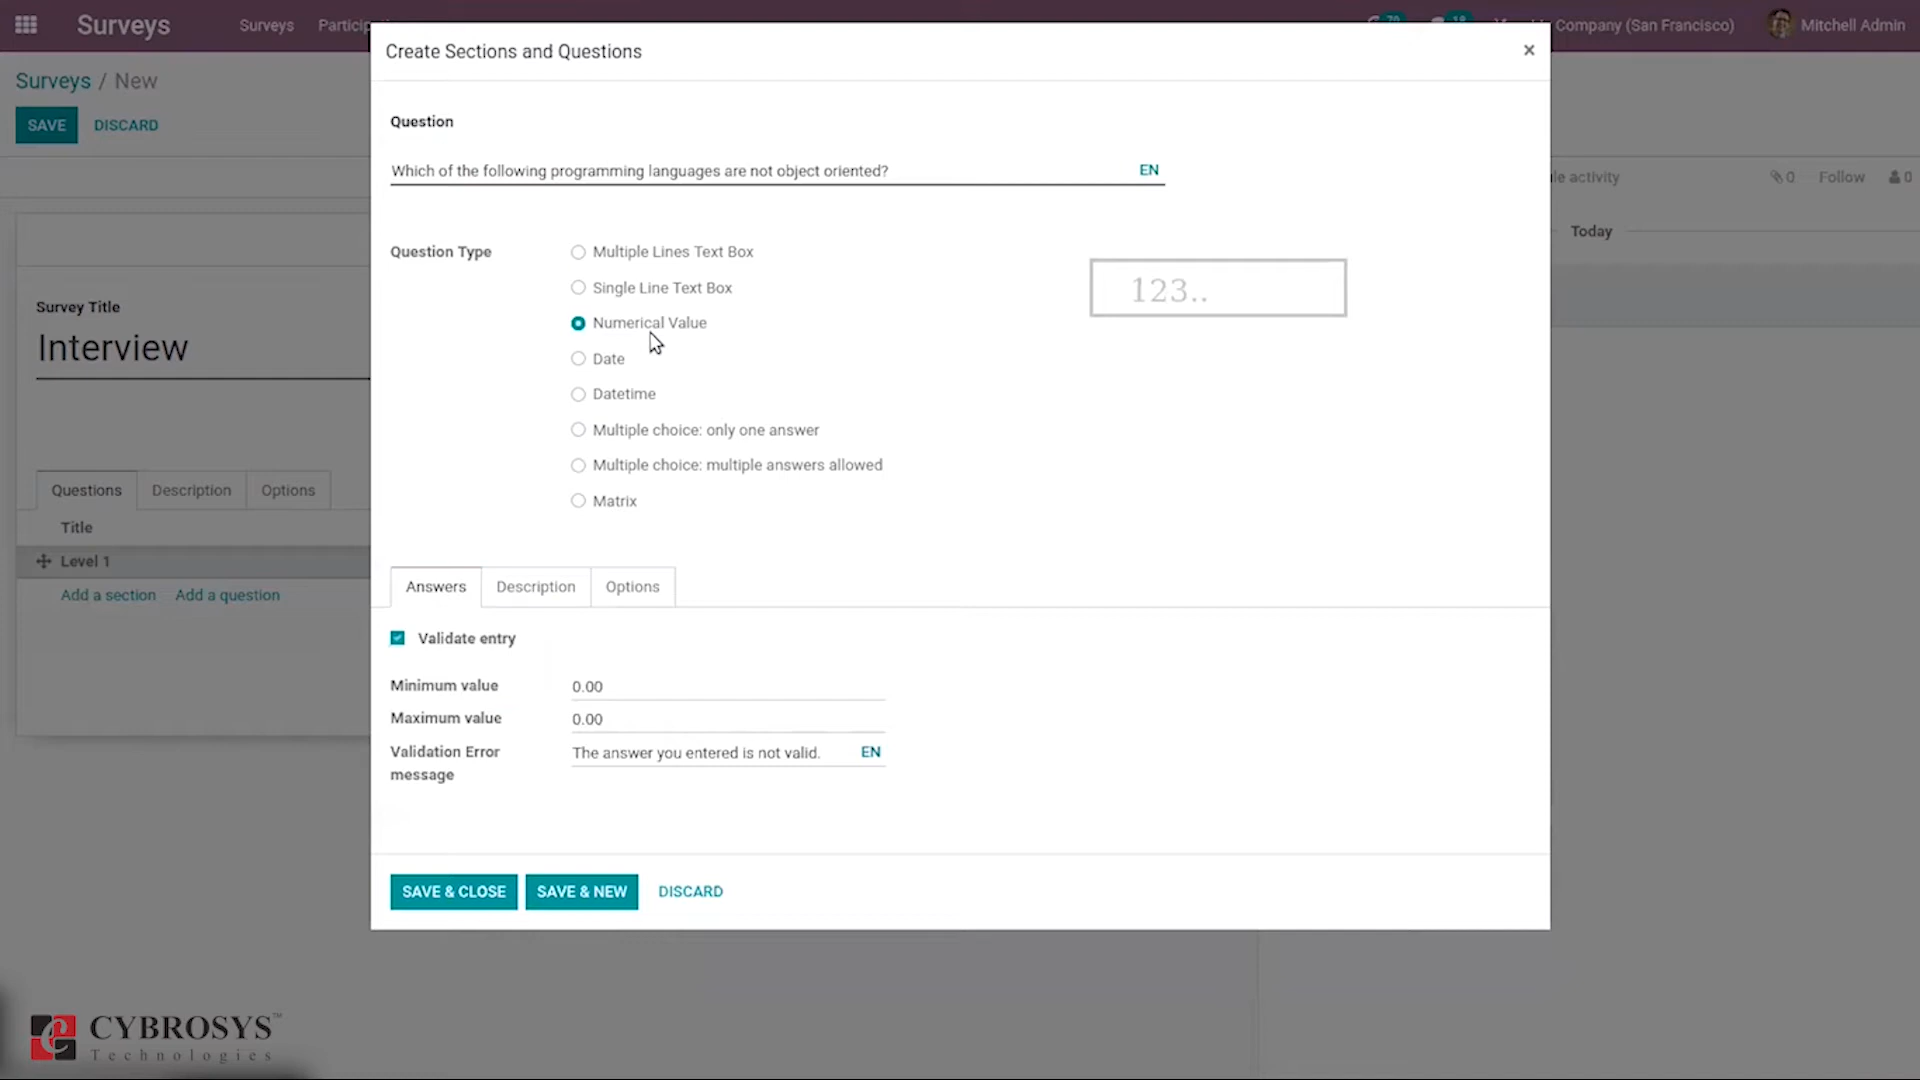 Surveys
Surveys
Company (San Francisco)
Mitchell Admin
Surveys / New
SAVE
DISCARD
activity
0
Follow
0
Today
Survey Title
Interview
Questions
Description
Options
Title
Level 1
Add a section
Add a question
Create Sections and Questions
×
Question
Which of the following programming languages are not object oriented?
EN
Question Type
Multiple Lines Text Box
Single Line Text Box
Numerical Value
Date
Datetime
Multiple choice: only one answer
Multiple choice: multiple answers allowed
Matrix
123..
Answers
Description
Options
Validate entry
Minimum value
0.00
Maximum value
0.00
Validation Error message
The answer you entered is not valid.
EN
SAVE & CLOSE
SAVE & NEW
DISCARD
CYBROSYS™
Technologies